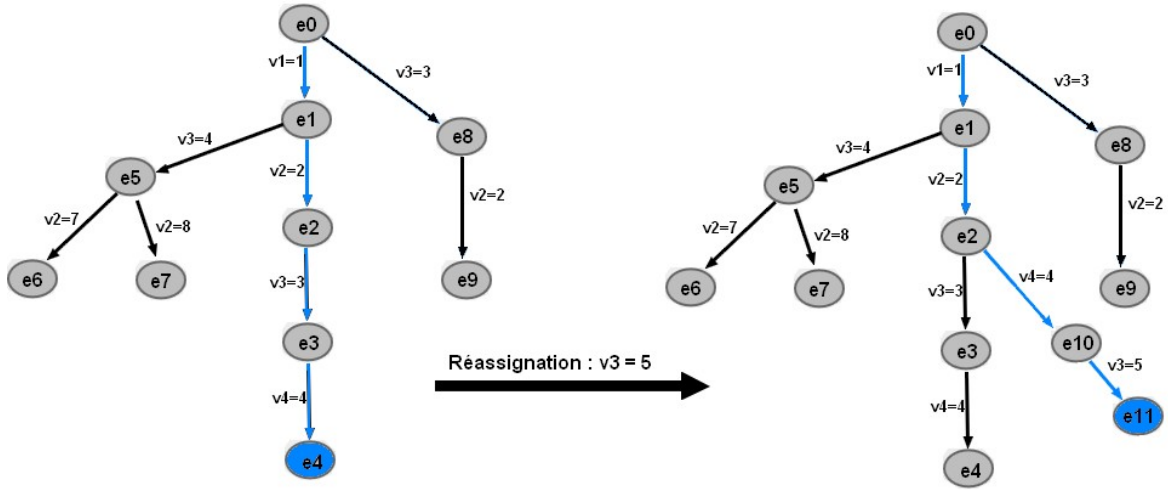 e0
v1=1
v3=3
e1
e8
v3=4
v2=2
v2=2
e5
v2=7
v2=8
e2
e6
e7
v3=3
e9
e3
v4=4
e4
Réassignation : v3 = 5
e0
v1=1
v3=3
e1
e8
v3=4
v2=2
v2=2
e5
v2=7
v2=8
e2
v4=4
e6
e7
v3=3
e9
e3
e10
v3=5
v4=4
e11
e4